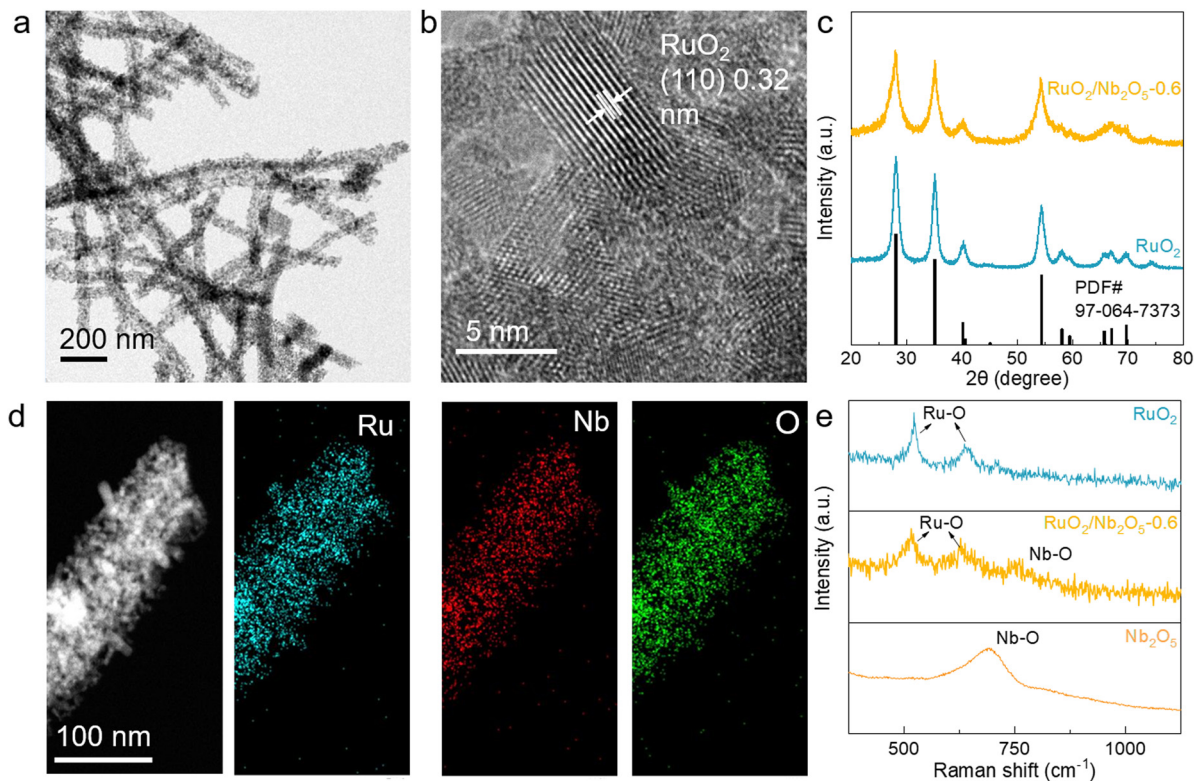 a
200 nm
b
RuO₂
(110) 0.32
nm
5 nm
c
Intensity (a.u.)
RuO₂/Nb₂O₅-0.6
RuO₂
PDF#
97-064-7373
20 30 40 50 60 70 80
2θ (degree)
d
100 nm
Ru
Nb
O
e
Intensity (a.u.)
Ru-O
RuO₂
RuO₂/Nb₂O₅-0.6
Ru-O
Nb-O
Nb-O
Nb₂O₅
500 750 1000
Raman shift (cm⁻¹)